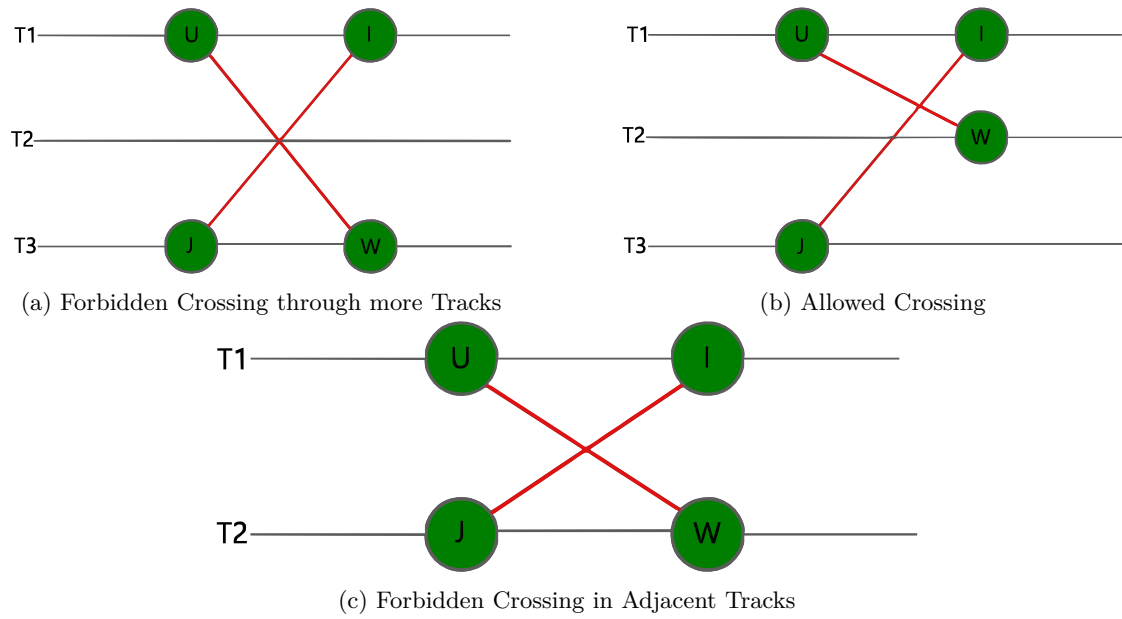 T1 U I
T2
T3 J W
(a) Forbidden Crossing through more Tracks
T1 U I
T2 W
T3 J
(b) Allowed Crossing
T1 U I
T2 J W
(c) Forbidden Crossing in Adjacent Tracks